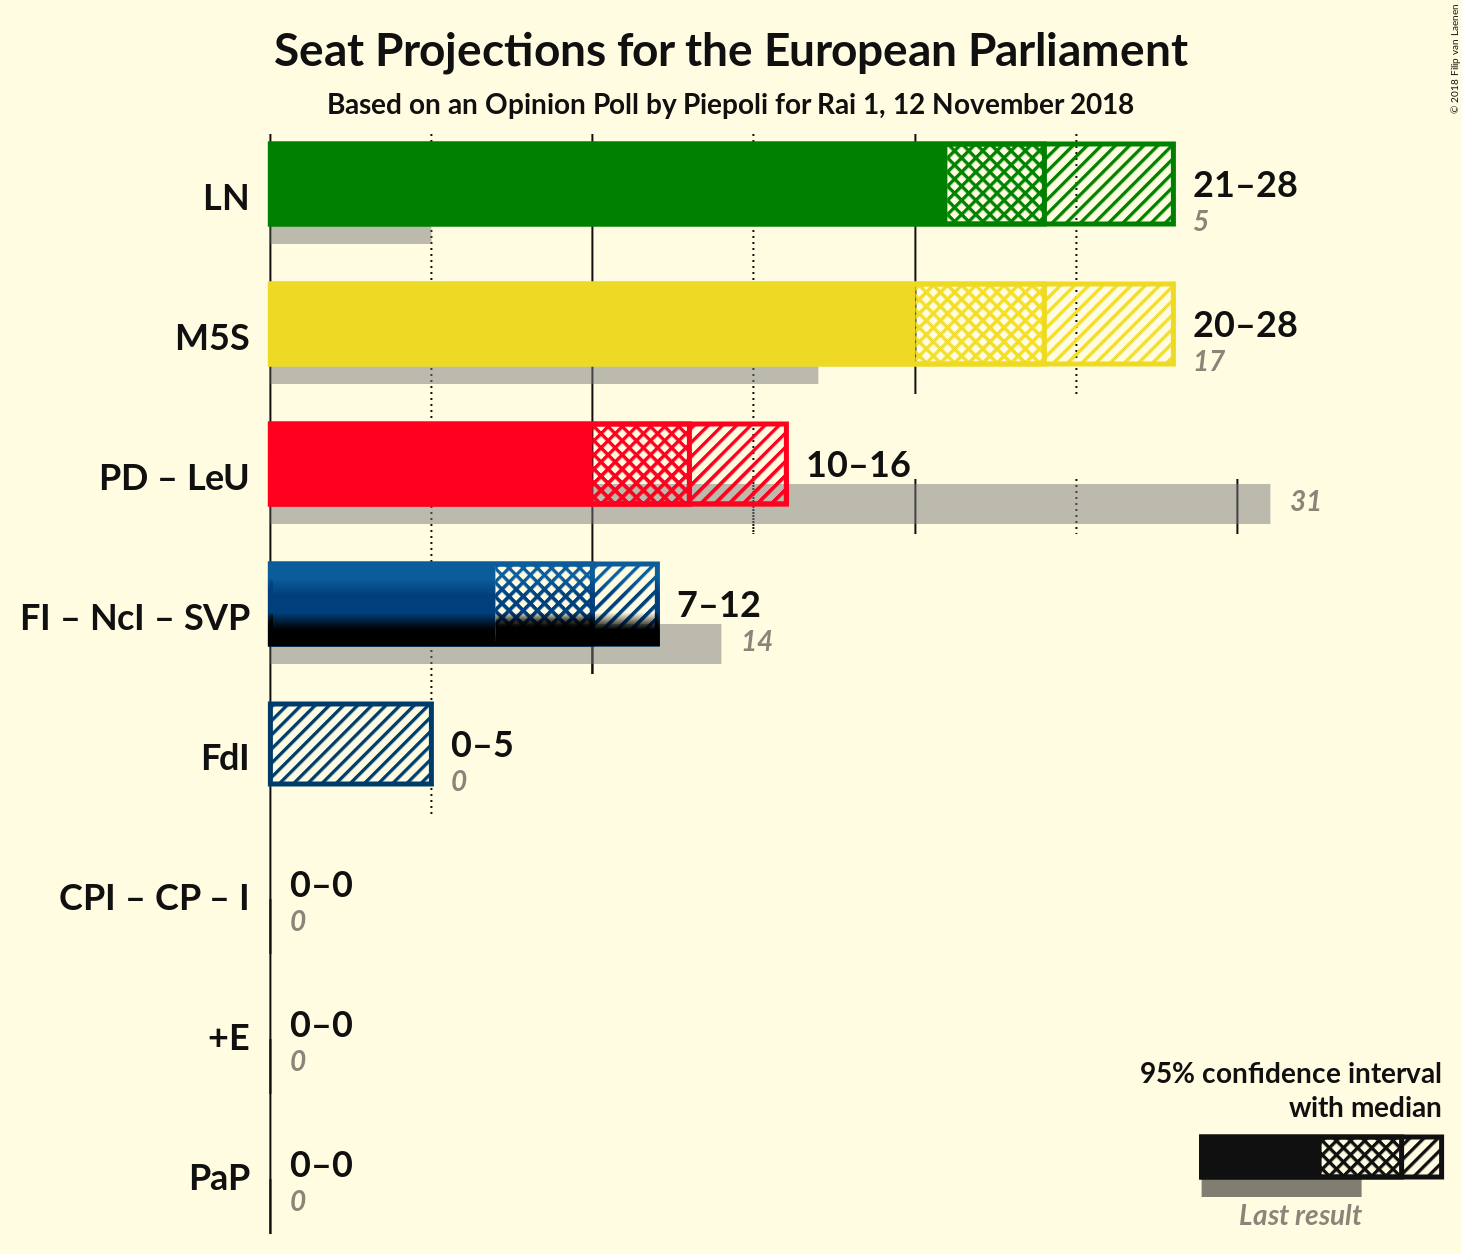 Seat Projections for the European Parliament
Based on an Opinion Poll by Piepoli for Rai 1, 12 November 2018
© 2018 Filip van Laenen
LN
21–28
5
M5S
20–28
17
PD – LeU
10–16
31
FI – NcI – SVP
7–12
14
FdI
0–5
0
CPI – CP – I
0–0
0
+E
0–0
0
PaP
0–0
0
95% confidence interval
with median
Last result